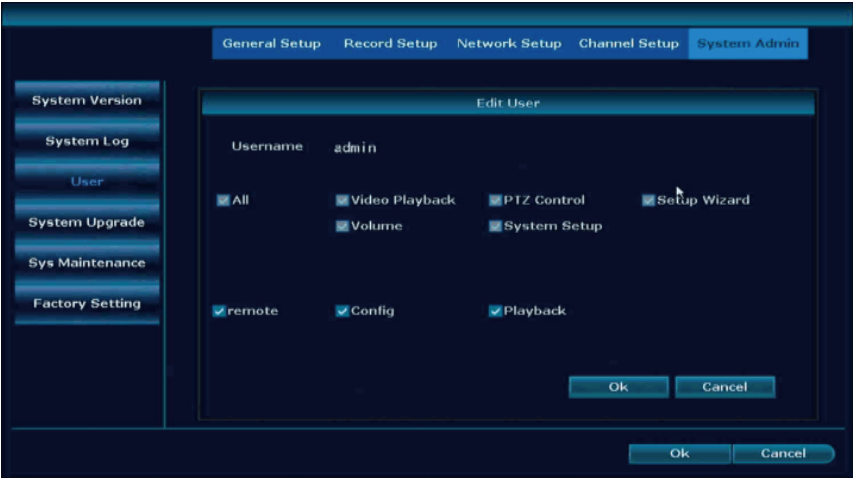 General Setup Record Setup Network Setup Channel Setup System Admin
System Version
System Log
User
System Upgrade
Sys Maintenance
Factory Setting
Edit User
Username admin
All Video Playback PTZ Control Setup Wizard
Volume System Setup
remote Config Playback
Ok Cancel
Ok Cancel